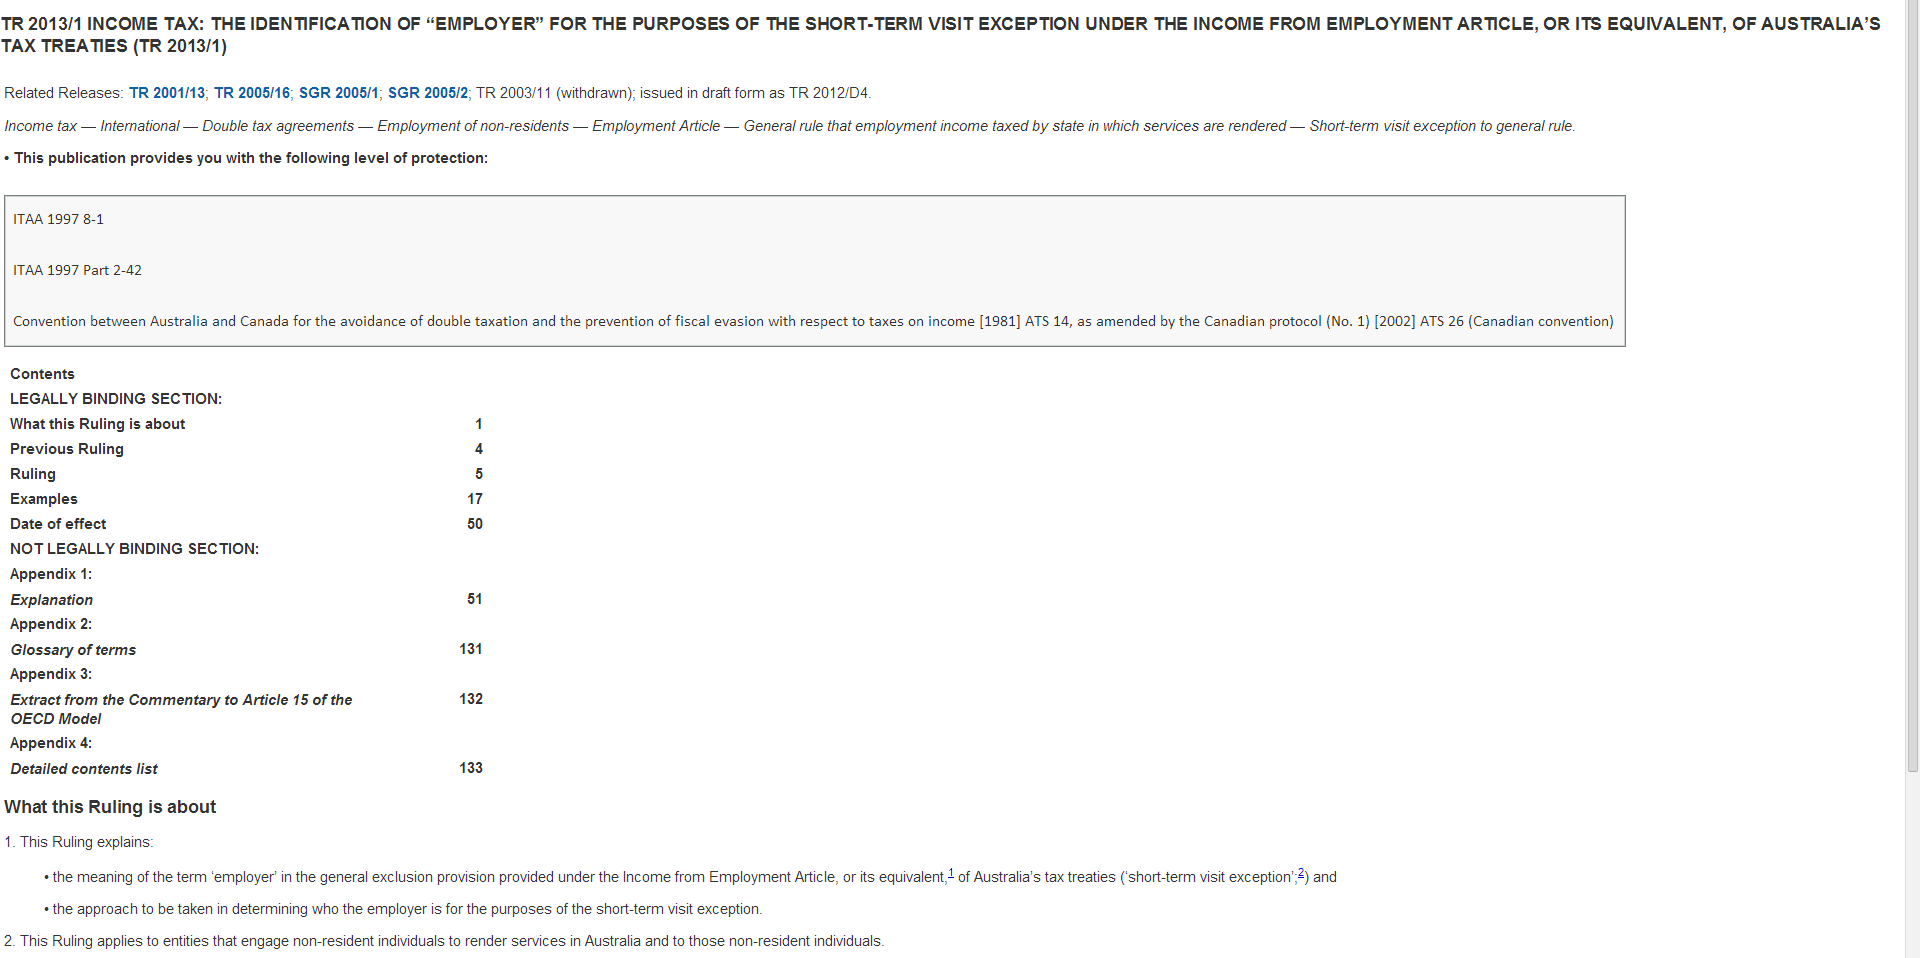 TR 2013/1 INCOME TAX: THE IDENTIFICATION OF “EMPLOYER” FOR THE PURPOSES OF THE SHORT-TERM VISIT EXCEPTION UNDER THE INCOME FROM EMPLOYMENT ARTICLE, OR ITS EQUIVALENT, OF AUSTRALIA’S
TAX TREATIES (TR 2013/1)
Related Releases: TR 2001/13; TR 2005/16; SGR 2005/1; SGR 2005/2; TR 2003/11 (withdrawn); issued in draft form as TR 2012/D4.
Income tax — International — Double tax agreements — Employment of non-residents — Employment Article — General rule that employment income taxed by state in which services are rendered — Short-term visit exception to general rule.
• This publication provides you with the following level of protection:
ITAA 1997 8-1
ITAA 1997 Part 2-42
Convention between Australia and Canada for the avoidance of double taxation and the prevention of fiscal evasion with respect to taxes on income [1981] ATS 14, as amended by the Canadian protocol (No. 1) [2002] ATS 26 (Canadian convention)
Contents
LEGALLY BINDING SECTION:
What this Ruling is about 1
Previous Ruling 4
Ruling 5
Examples 17
Date of effect 50
NOT LEGALLY BINDING SECTION:
Appendix 1:
Explanation 51
Appendix 2:
Glossary of terms 131
Appendix 3:
Extract from the Commentary to Article 15 of the 132
OECD Model
Appendix 4:
Detailed contents list 133
What this Ruling is about
1. This Ruling explains:
• the meaning of the term ‘employer’ in the general exclusion provision provided under the Income from Employment Article, or its equivalent,1 of Australia’s tax treaties (‘short-term visit exception’;2) and
• the approach to be taken in determining who the employer is for the purposes of the short-term visit exception.
2. This Ruling applies to entities that engage non-resident individuals to render services in Australia and to those non-resident individuals.